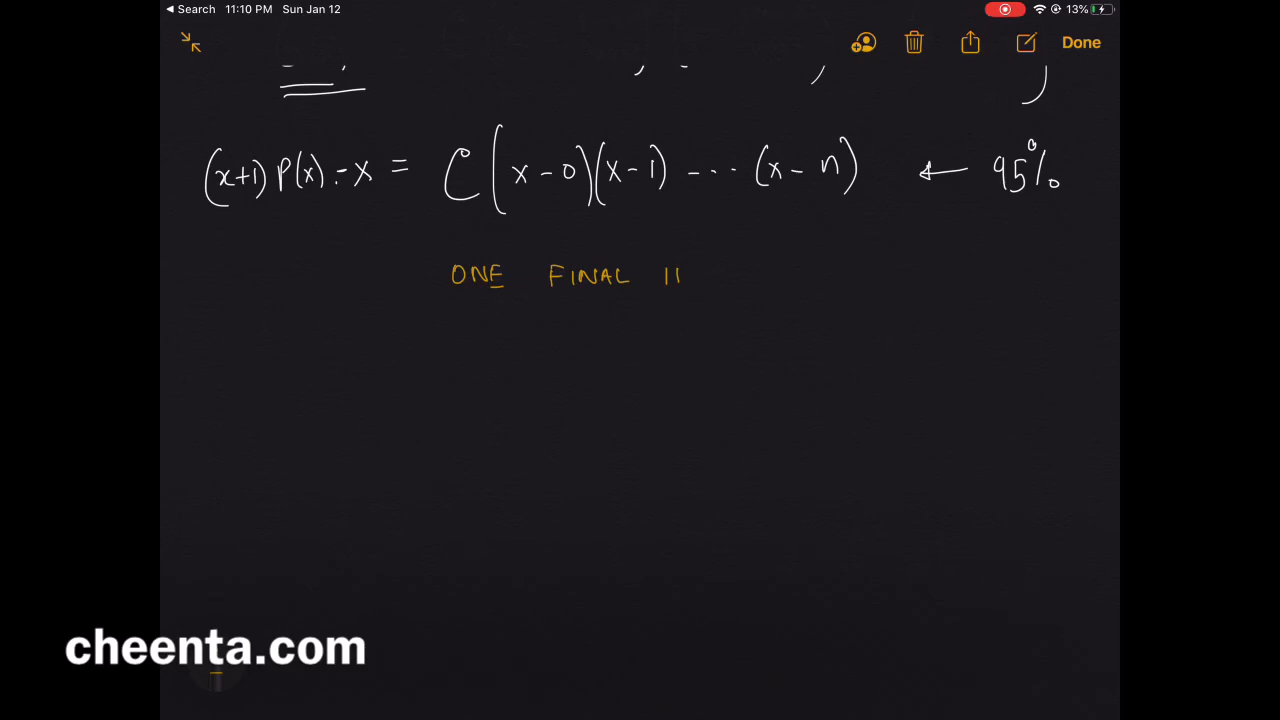 Search 11:10 PM Sun Jan 12 13%
Done
(x+1) P(x) - x = C (x-0)(x-1) --- (x-n) ← 95%
ONE FINAL
cheenta.com